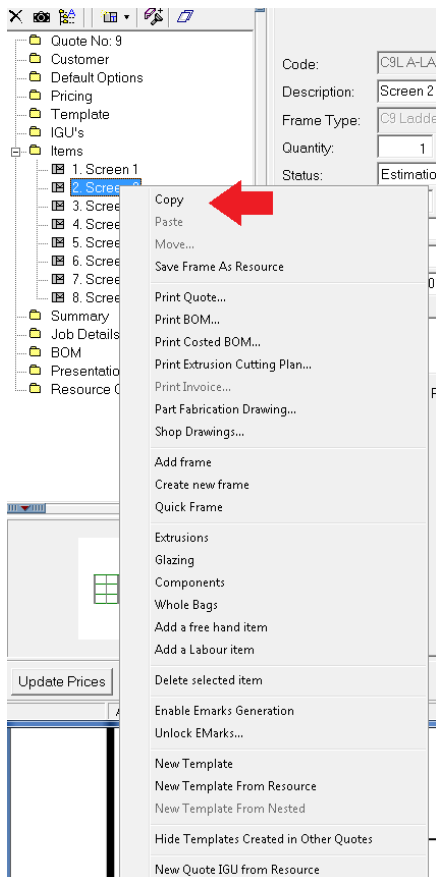 Quote No: 9
Customer
Default Options
Pricing
Template
IGU's
Items
1. Screen 1
2. Screen 2
3. Scree
4. Scree
5. Scree
6. Scree
7. Scree
8. Scree
Summary
Job Details
BOM
Presentatio
Resource
Code: C9L A-LA
Description: Screen 2
Frame Type: C9 Ladde
Quantity: 1
Status: Estimatio
Copy
Paste
Move...
Save Frame As Resource
Print Quote...
Print BOM...
Print Costed BOM...
Print Extrusion Cutting Plan...
Print Invoice...
Part Fabrication Drawing...
Shop Drawings...
Add frame
Create new frame
Quick Frame
Extrusions
Glazing
Components
Whole Bags
Add a free hand item
Add a Labour item
Delete selected item
Enable Emarks Generation
Unlock EMarks...
New Template
New Template From Resource
New Template From Nested
Hide Templates Created in Other Quotes
New Quote IGU from Resource
Update Prices